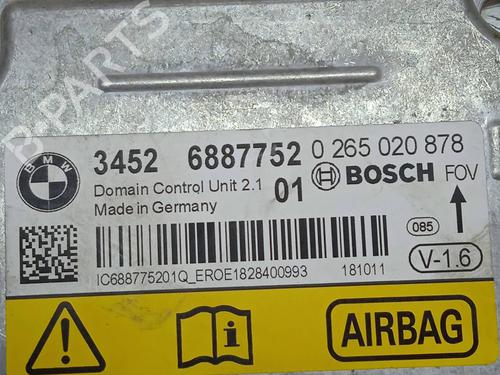 B-PARTS
BMW
3452 6887752 0 265 020 878
Domain Control Unit 2.1 01 BOSCH FOV
Made in Germany
085
V-1.6
IC688775201Q_EROE1828400993 181011
AIRBAG